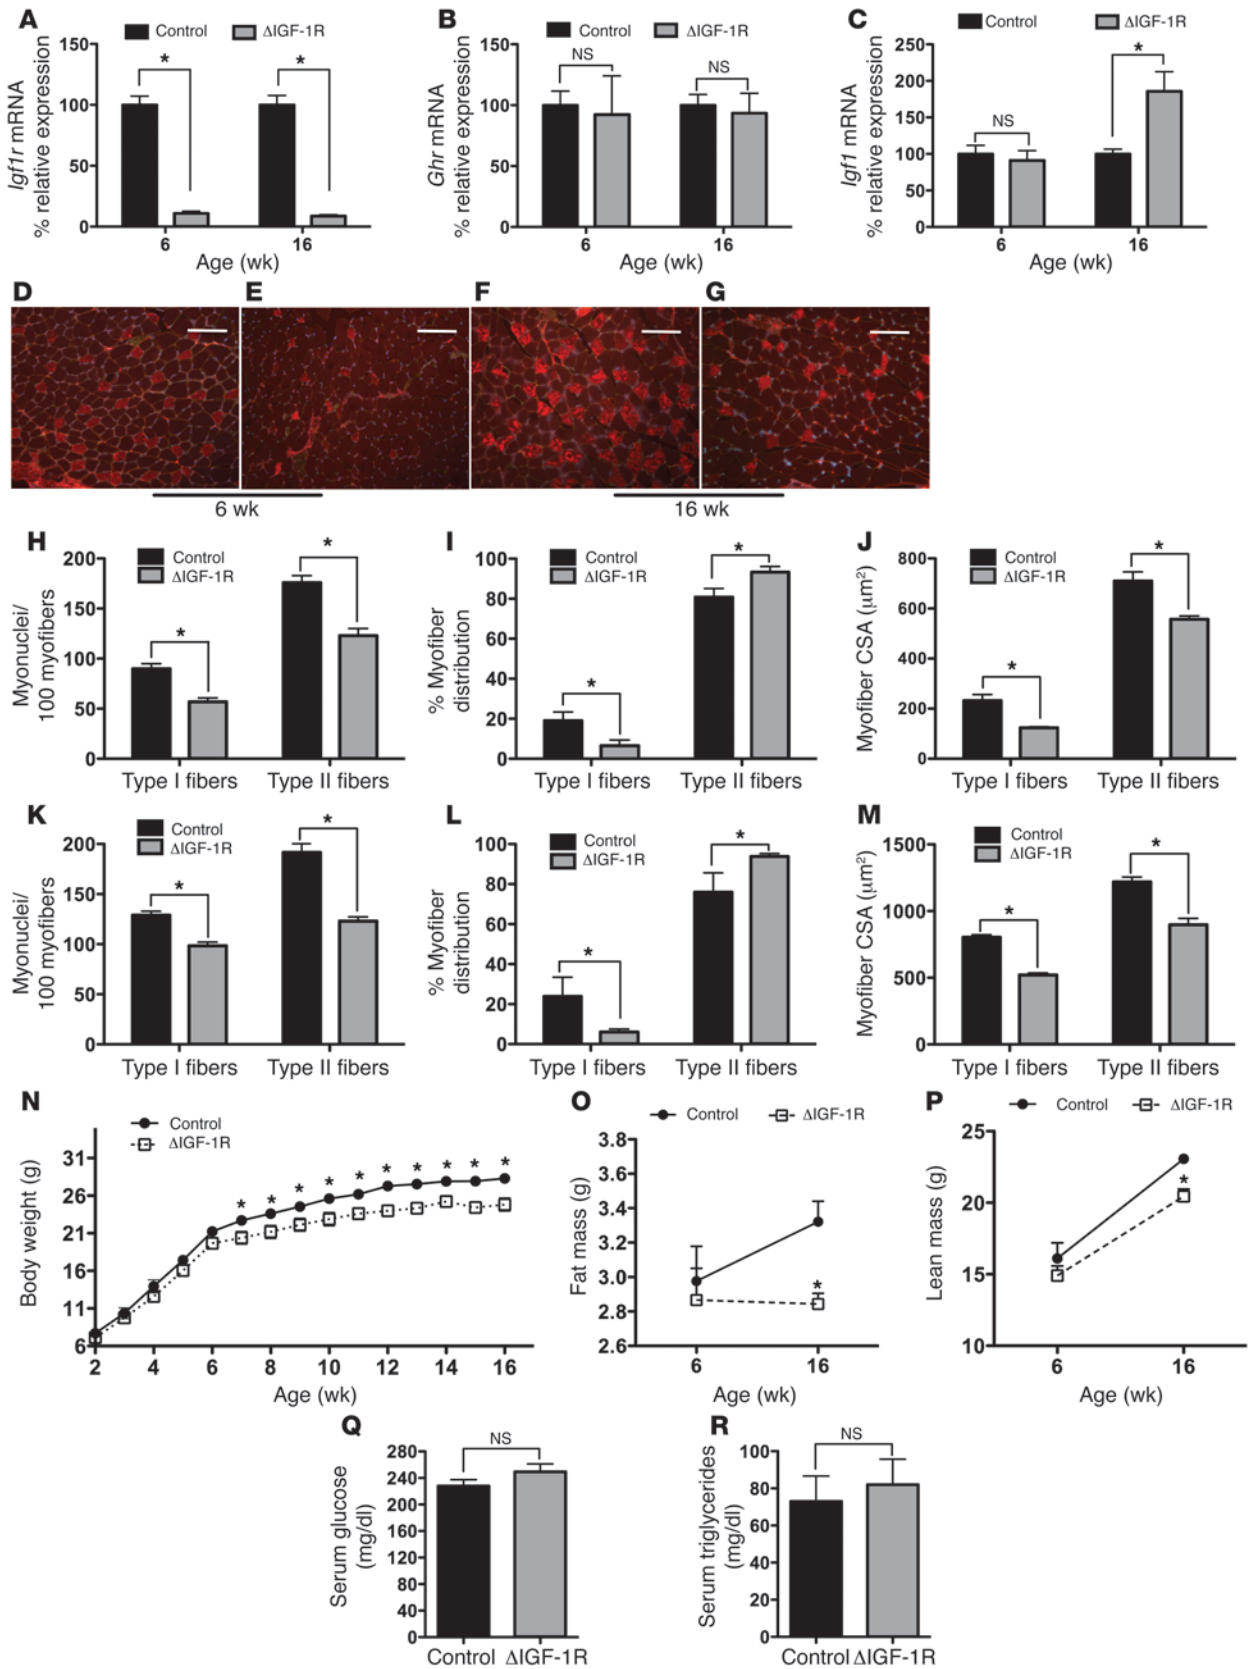 A
Control
ΔIGF-1R
Igf1r mRNA
% relative expression
150
100
50
0
*
*
6
16
Age (wk)
B
Control
ΔIGF-1R
Ghr mRNA
% relative expression
150
100
50
0
NS
NS
6
16
Age (wk)
C
Control
ΔIGF-1R
Igf1 mRNA
% relative expression
250
200
150
100
50
0
NS
*
6
16
Age (wk)
D
E
F
G
6 wk
16 wk
H
Control
ΔIGF-1R
Myonuclei/
100 myofibers
200
150
100
50
0
*
*
Type I fibers
Type II fibers
I
Control
ΔIGF-1R
% Myofiber
distribution
100
80
60
40
20
0
*
*
Type I fibers
Type II fibers
J
Control
ΔIGF-1R
Myofiber CSA (μm²)
800
600
400
200
0
*
*
Type I fibers
Type II fibers
K
Control
ΔIGF-1R
Myonuclei/
100 myofibers
200
150
100
50
0
*
*
Type I fibers
Type II fibers
L
Control
ΔIGF-1R
% Myofiber
distribution
100
80
60
40
20
0
*
*
Type I fibers
Type II fibers
M
Control
ΔIGF-1R
Myofiber CSA (μm²)
1500
1000
500
0
*
*
Type I fibers
Type II fibers
N
Control
ΔIGF-1R
Body weight (g)
31
26
21
16
11
6
* * * * * * * * * *
2 4 6 8 10 12 14 16
Age (wk)
O
Control
ΔIGF-1R
Fat mass (g)
3.8
3.4
3.2
3.0
2.8
2.6
*
6
16
Age (wk)
P
Control
ΔIGF-1R
Lean mass (g)
25
20
15
10
*
6
16
Age (wk)
Q
Serum glucose
(mg/dl)
280
240
200
160
120
80
40
0
NS
Control
ΔIGF-1R
R
Serum triglycerides
(mg/dl)
100
80
60
40
20
0
NS
Control
ΔIGF-1R